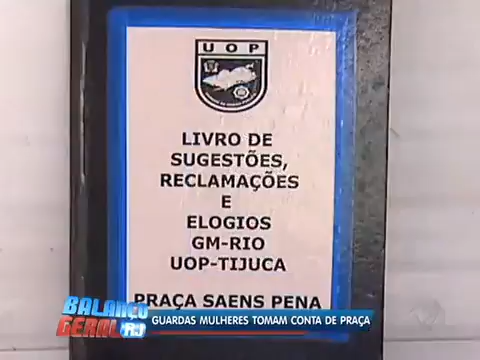 UOP
LIVRO DE
SUGESTÕES,
RECLAMAÇÕES
E
ELOGIOS
GM-RIO
UOP-TIJUCA
PRAÇA SAENS PENA
BALANÇO
GERAL RJ
GUARDAS MULHERES TOMAM CONTA DE PRAÇA